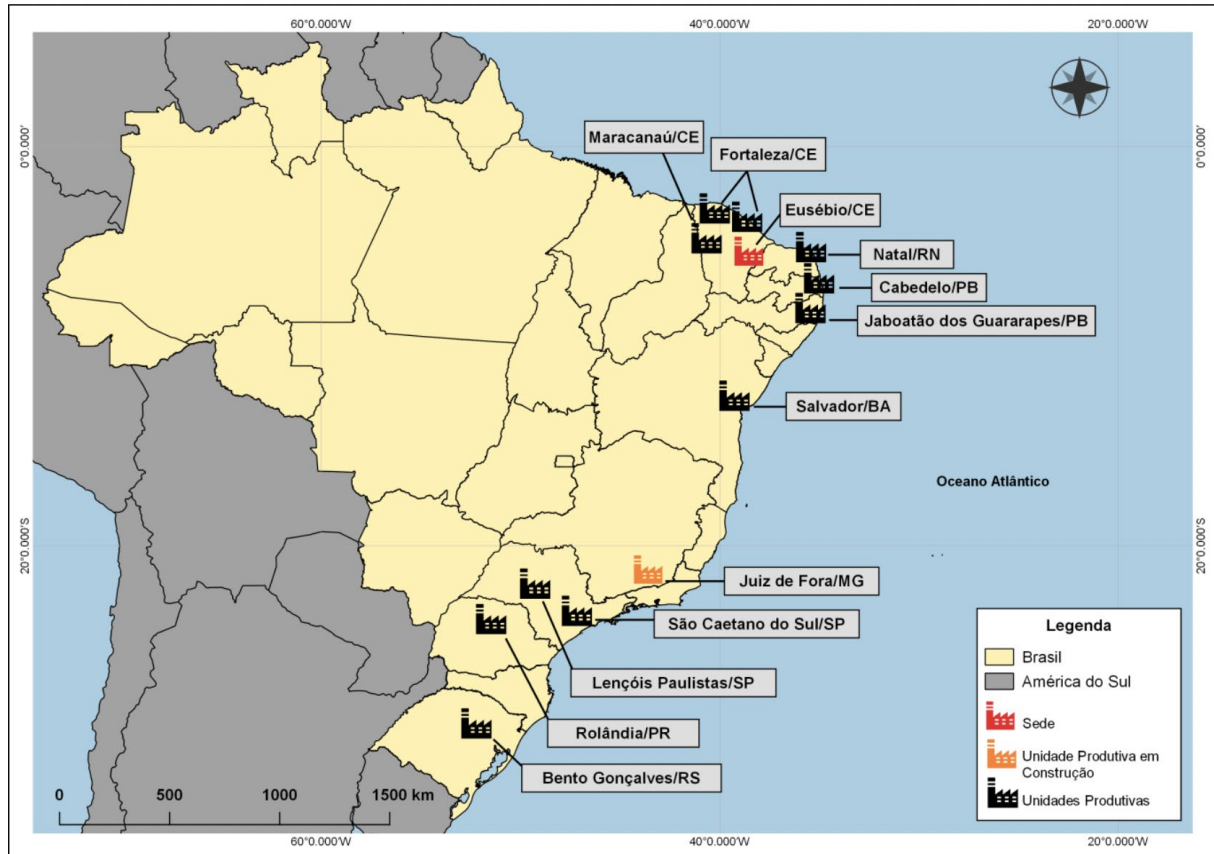 60°0.000'W
40°0.000'W
20°0.000'W
0°0.000'
0°0.000'
Maracanaú/CE
Fortaleza/CE
Eusébio/CE
Natal/RN
Cabedelo/PB
Jaboatão dos Guararapes/PB
Salvador/BA
Oceano Atlântico
20°0.000'S
20°0.000'S
Juiz de Fora/MG
São Caetano do Sul/SP
Lençóis Paulistas/SP
Rolândia/PR
Bento Gonçalves/RS
Legenda
Brasil
América do Sul
Sede
Unidade Produtiva em
Construção
Unidades Produtivas
0 500 1000 1500 km
60°0.000'W
40°0.000'W
20°0.000'W